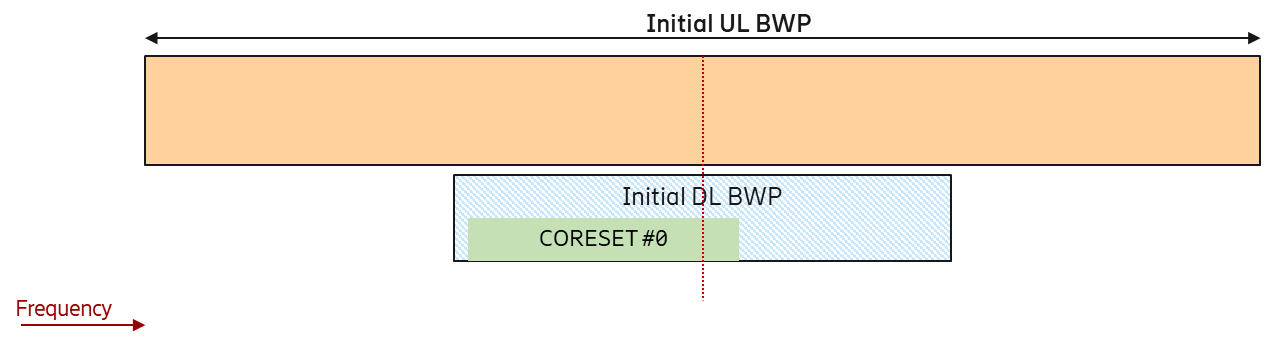 Initial UL BWP
Initial DL BWP
CORESET #0
Frequency